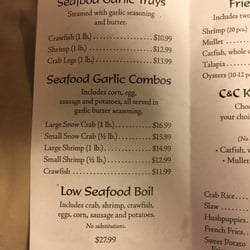 Seafood Garlic Trays
Steamed with garlic seasoning
and butter.
Crawfish (1 lb.) .................... $10.99
Shrimp (1 lb.) ...................... $12.99
Crab Legs (1 lb.) .................. $13.99
Seafood Garlic Combos
Includes corn, egg,
sausage and potatoes, all served in
garlic butter seasoning.
Large Snow Crab (1 lb.) ........ $16.99
Small Snow Crab (½ lb.) ........ $13.99
Large Shrimp (1 lb.) ............. $14.99
Small Shrimp (½ lb.) ............ $12.99
Crawfish ............................ $11.99
Low Seafood Boil
Includes crab, shrimp, crawfish,
eggs, corn, sausage and potatoes.
No substitutions.
$27.99
Frie
(In
Shrimp (20 pcs.)
Mullet
Catfish, whole
Tilapia
Oysters (10-12
C&C K
Choo
your choi
• Catfish,
• Mullet,
Crab Rice
Slaw
Hushpuppies
French Fries